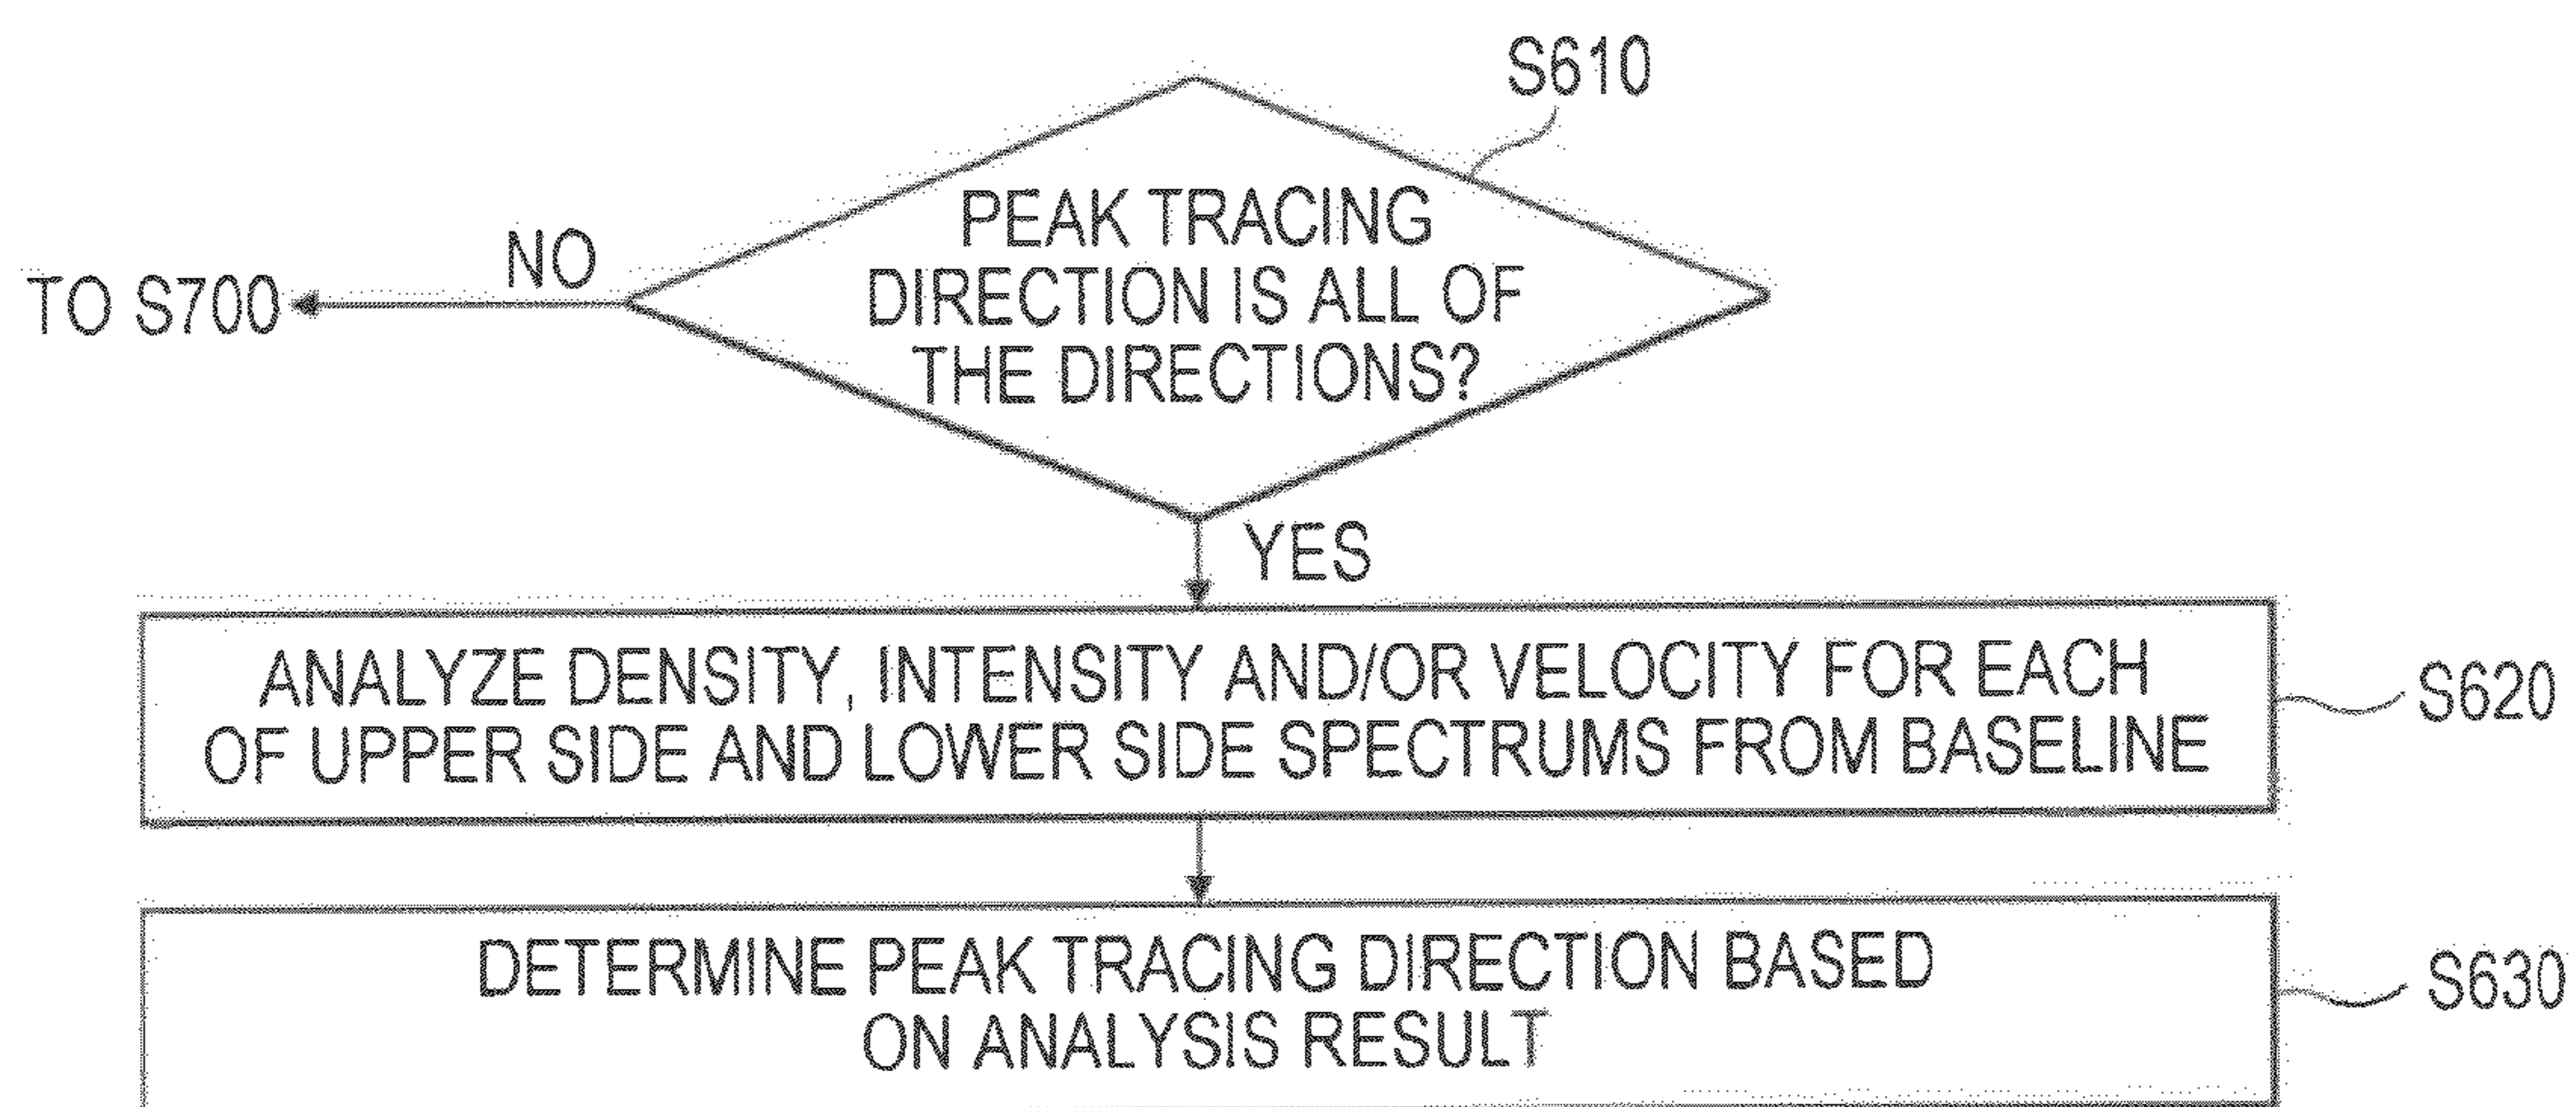 S610
PEAK TRACING
DIRECTION IS ALL OF
THE DIRECTIONS?
NO
TO S700
YES
ANALYZE DENSITY, INTENSITY AND/OR VELOCITY FOR EACH
OF UPPER SIDE AND LOWER SIDE SPECTRUMS FROM BASELINE
S620
DETERMINE PEAK TRACING DIRECTION BASED
ON ANALYSIS RESULT
S630